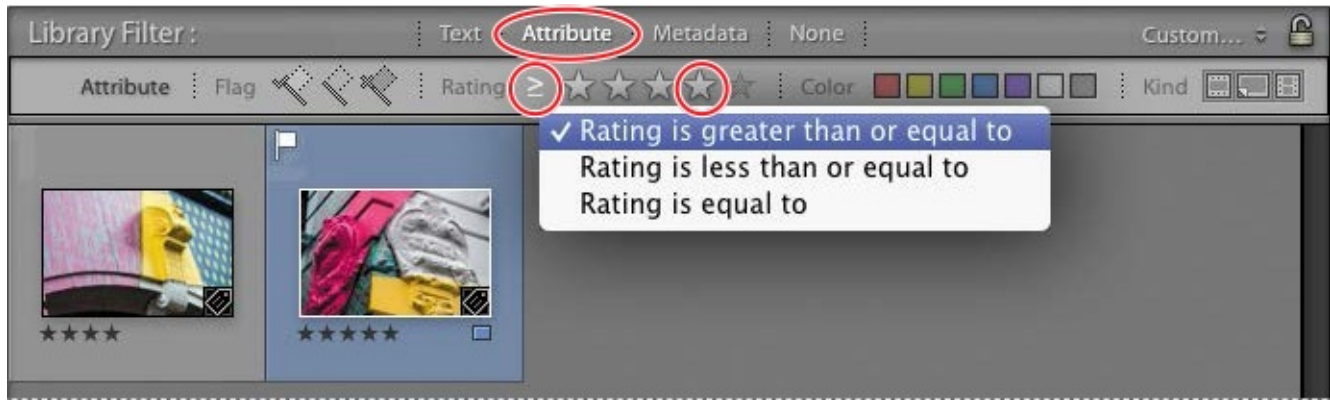 Library Filter : Text Attribute Metadata None Custom...
Attribute Flag Rating ≥ Color Kind
✓ Rating is greater than or equal to
Rating is less than or equal to
Rating is equal to